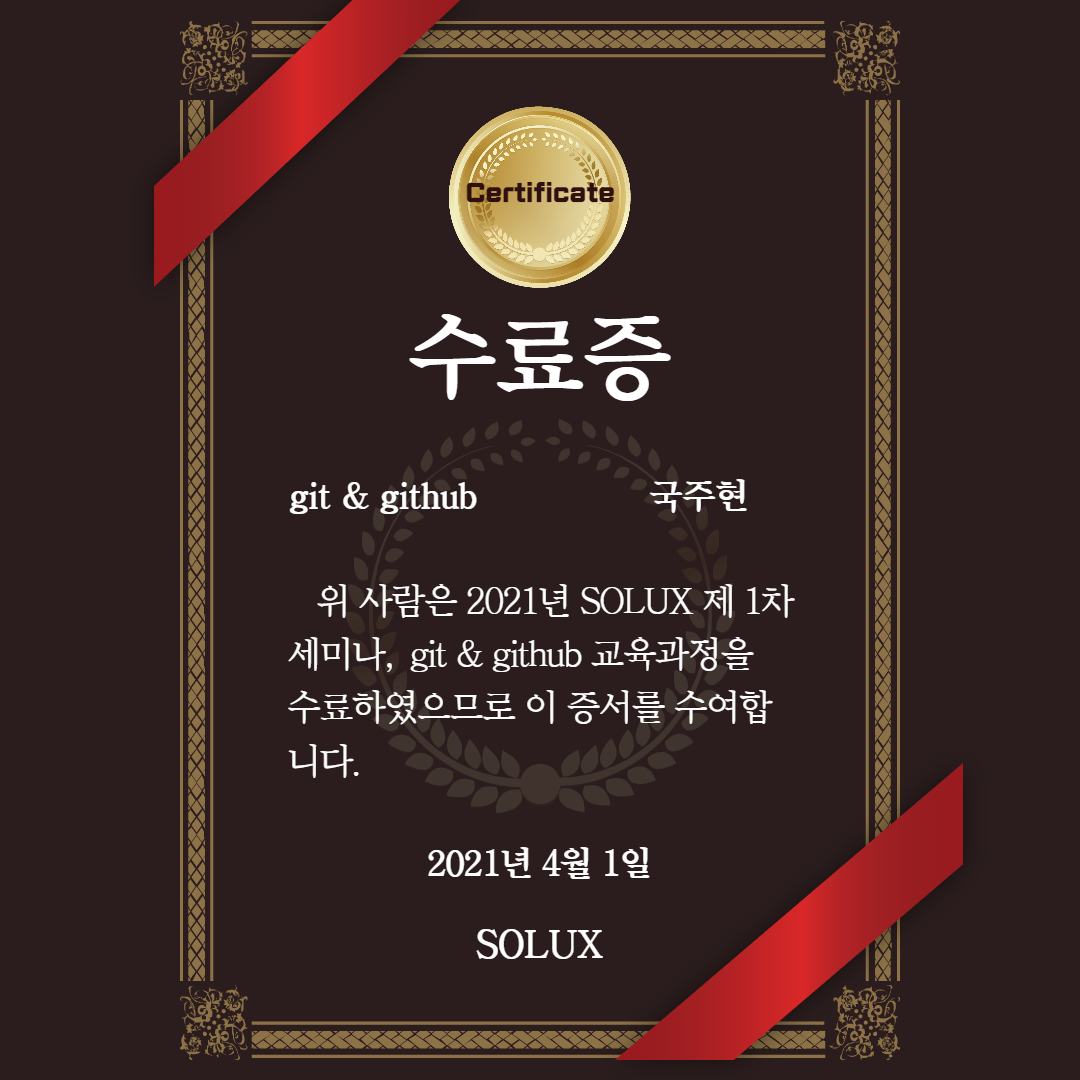 Certificate
수료증
git & github 국주현
위 사람은 2021년 SOLUX 제 1차
세미나, git & github 교육과정을
수료하였으므로 이 증서를 수여합
니다.
2021년 4월 1일
SOLUX